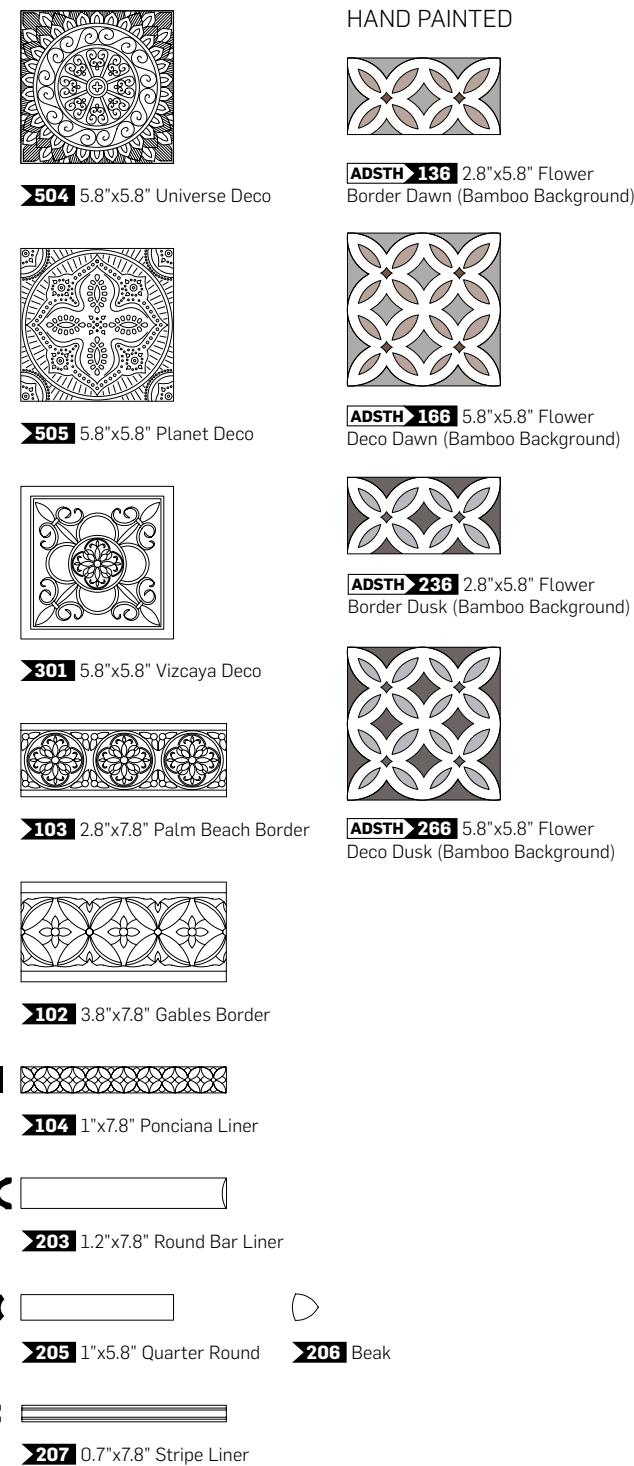 504 5.8"x5.8" Universe Deco
505 5.8"x5.8" Planet Deco
301 5.8"x5.8" Vizcaya Deco
103 2.8"x7.8" Palm Beach Border
102 3.8"x7.8" Gables Border
104 1"x7.8" Ponciana Liner
203 1.2"x7.8" Round Bar Liner
205 1"x5.8" Quarter Round
206 Beak
207 0.7"x7.8" Stripe Liner
HAND PAINTED
ADSTH 136 2.8"x5.8" Flower
Border Dawn (Bamboo Background)
ADSTH 166 5.8"x5.8" Flower
Deco Dawn (Bamboo Background)
ADSTH 236 2.8"x5.8" Flower
Border Dusk (Bamboo Background)
ADSTH 266 5.8"x5.8" Flower
Deco Dusk (Bamboo Background)